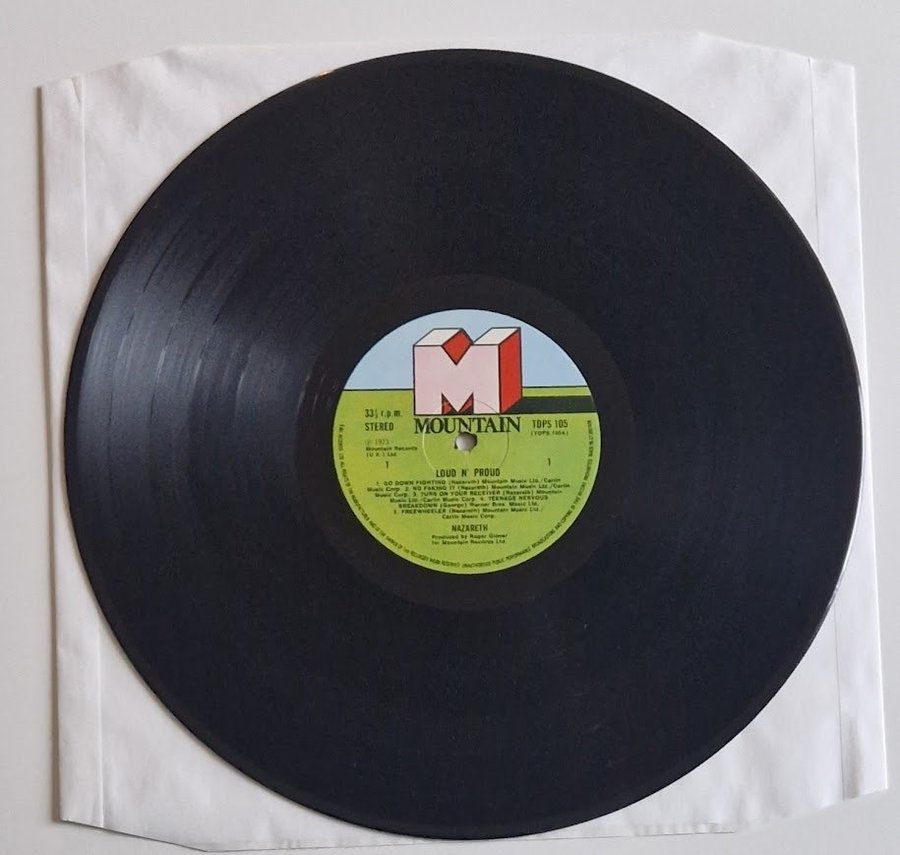 M
33⅓ r.p.m.
STEREO
MOUNTAIN
TOPS 105
(TOPS 105A)
℗ 1973
Mountain Records
(U K) Ltd.
1
1
LOUD N' PROUD
1. GO DOWN FIGHTING (Nazareth) Mountain Music Ltd./Carlin
Music Corp. 2. NO FAKING IT (Nazareth) Mountain Music Ltd/Carlin
Music Corp. 3. TURN ON YOUR RECEIVER (Nazareth) Mountain
Music Ltd/Carlin Music Corp. 4. TEENAGE NERVOUS
BREAKDOWN (George) Warner Bros. Music Ltd.
5. FREEWHEELER (Nazareth) Mountain Music Ltd./
Carlin Music Corp.
NAZARETH
Produced by Roger Glover
for Mountain Records Ltd